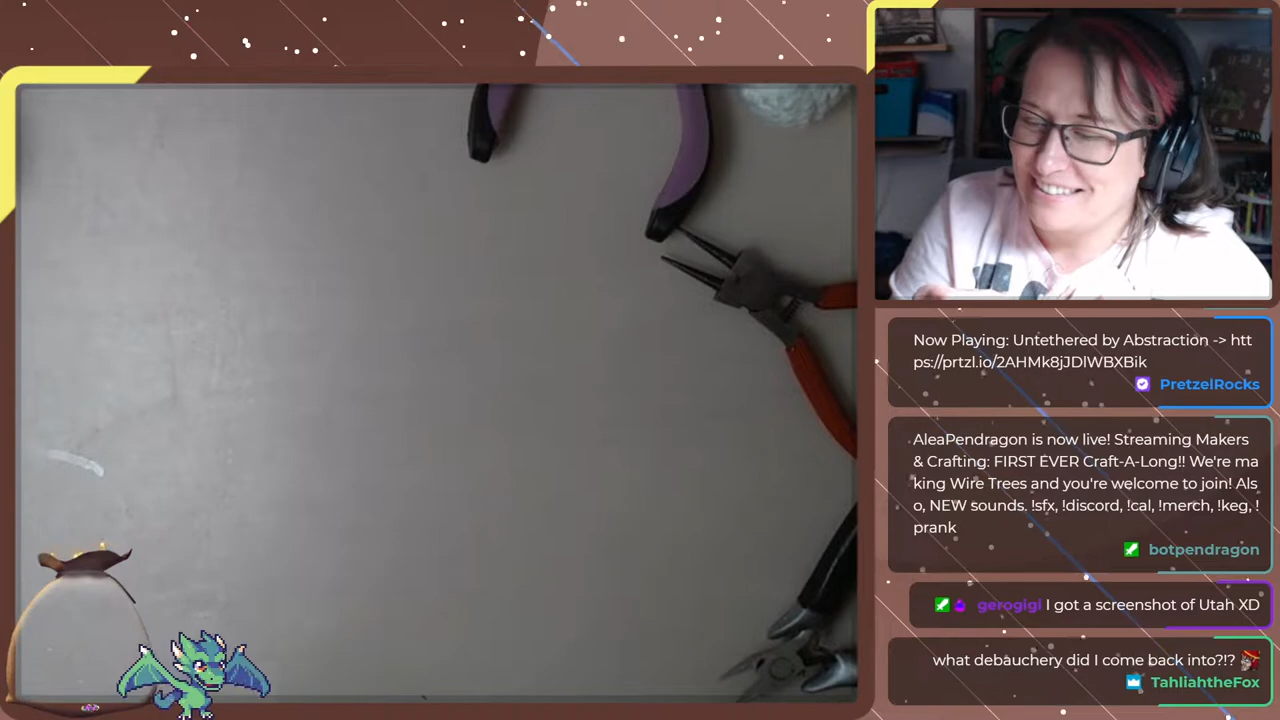 Now Playing: Untethered by Abstraction -> htt
ps://prtzl.io/2AHMk8jJDlWBXBik
PretzelRocks
AleaPendragon is now live! Streaming Makers
& Crafting: FIRST EVER Craft-A-Long!! We're ma
king Wire Trees and you're welcome to join! Als
o, NEW sounds. !sfx, !discord, !cal, !merch, !keg, !
prank
botpendragon
gerogigi I got a screenshot of Utah XD
what debauchery did I come back into?!?
TahliahtheFox